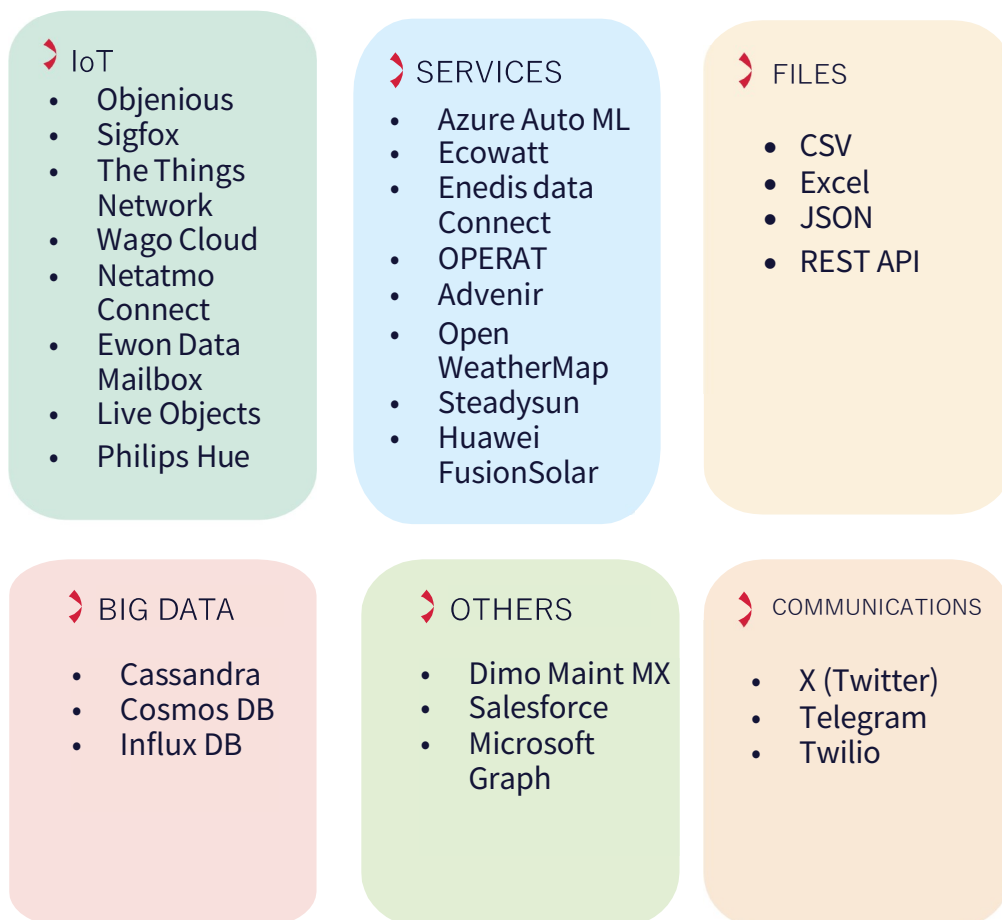 IoT
• Objenious
• Sigfox
• The Things
Network
• Wago Cloud
• Netatmo
Connect
• Ewon Data
Mailbox
• Live Objects
• Philips Hue
SERVICES
• Azure Auto ML
• Ecowatt
• Enedis data
Connect
• OPERAT
• Advenir
• Open
WeatherMap
• Steadysun
• Huawei
FusionSolar
FILES
• CSV
• Excel
• JSON
• REST API
BIG DATA
• Cassandra
• Cosmos DB
• Influx DB
OTHERS
• Dimo Maint MX
• Salesforce
• Microsoft
Graph
COMMUNICATIONS
• X (Twitter)
• Telegram
• Twilio